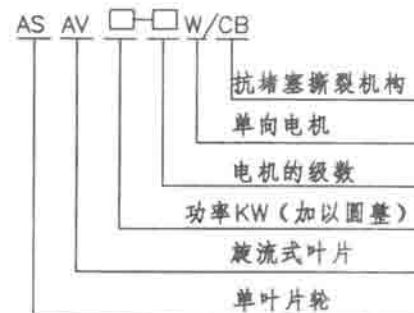 AS AV □-□ W/CB
抗堵塞撕裂机构
单向电机
电机的级数
功率KW（加以圆整）
旋流式叶片
单叶片轮